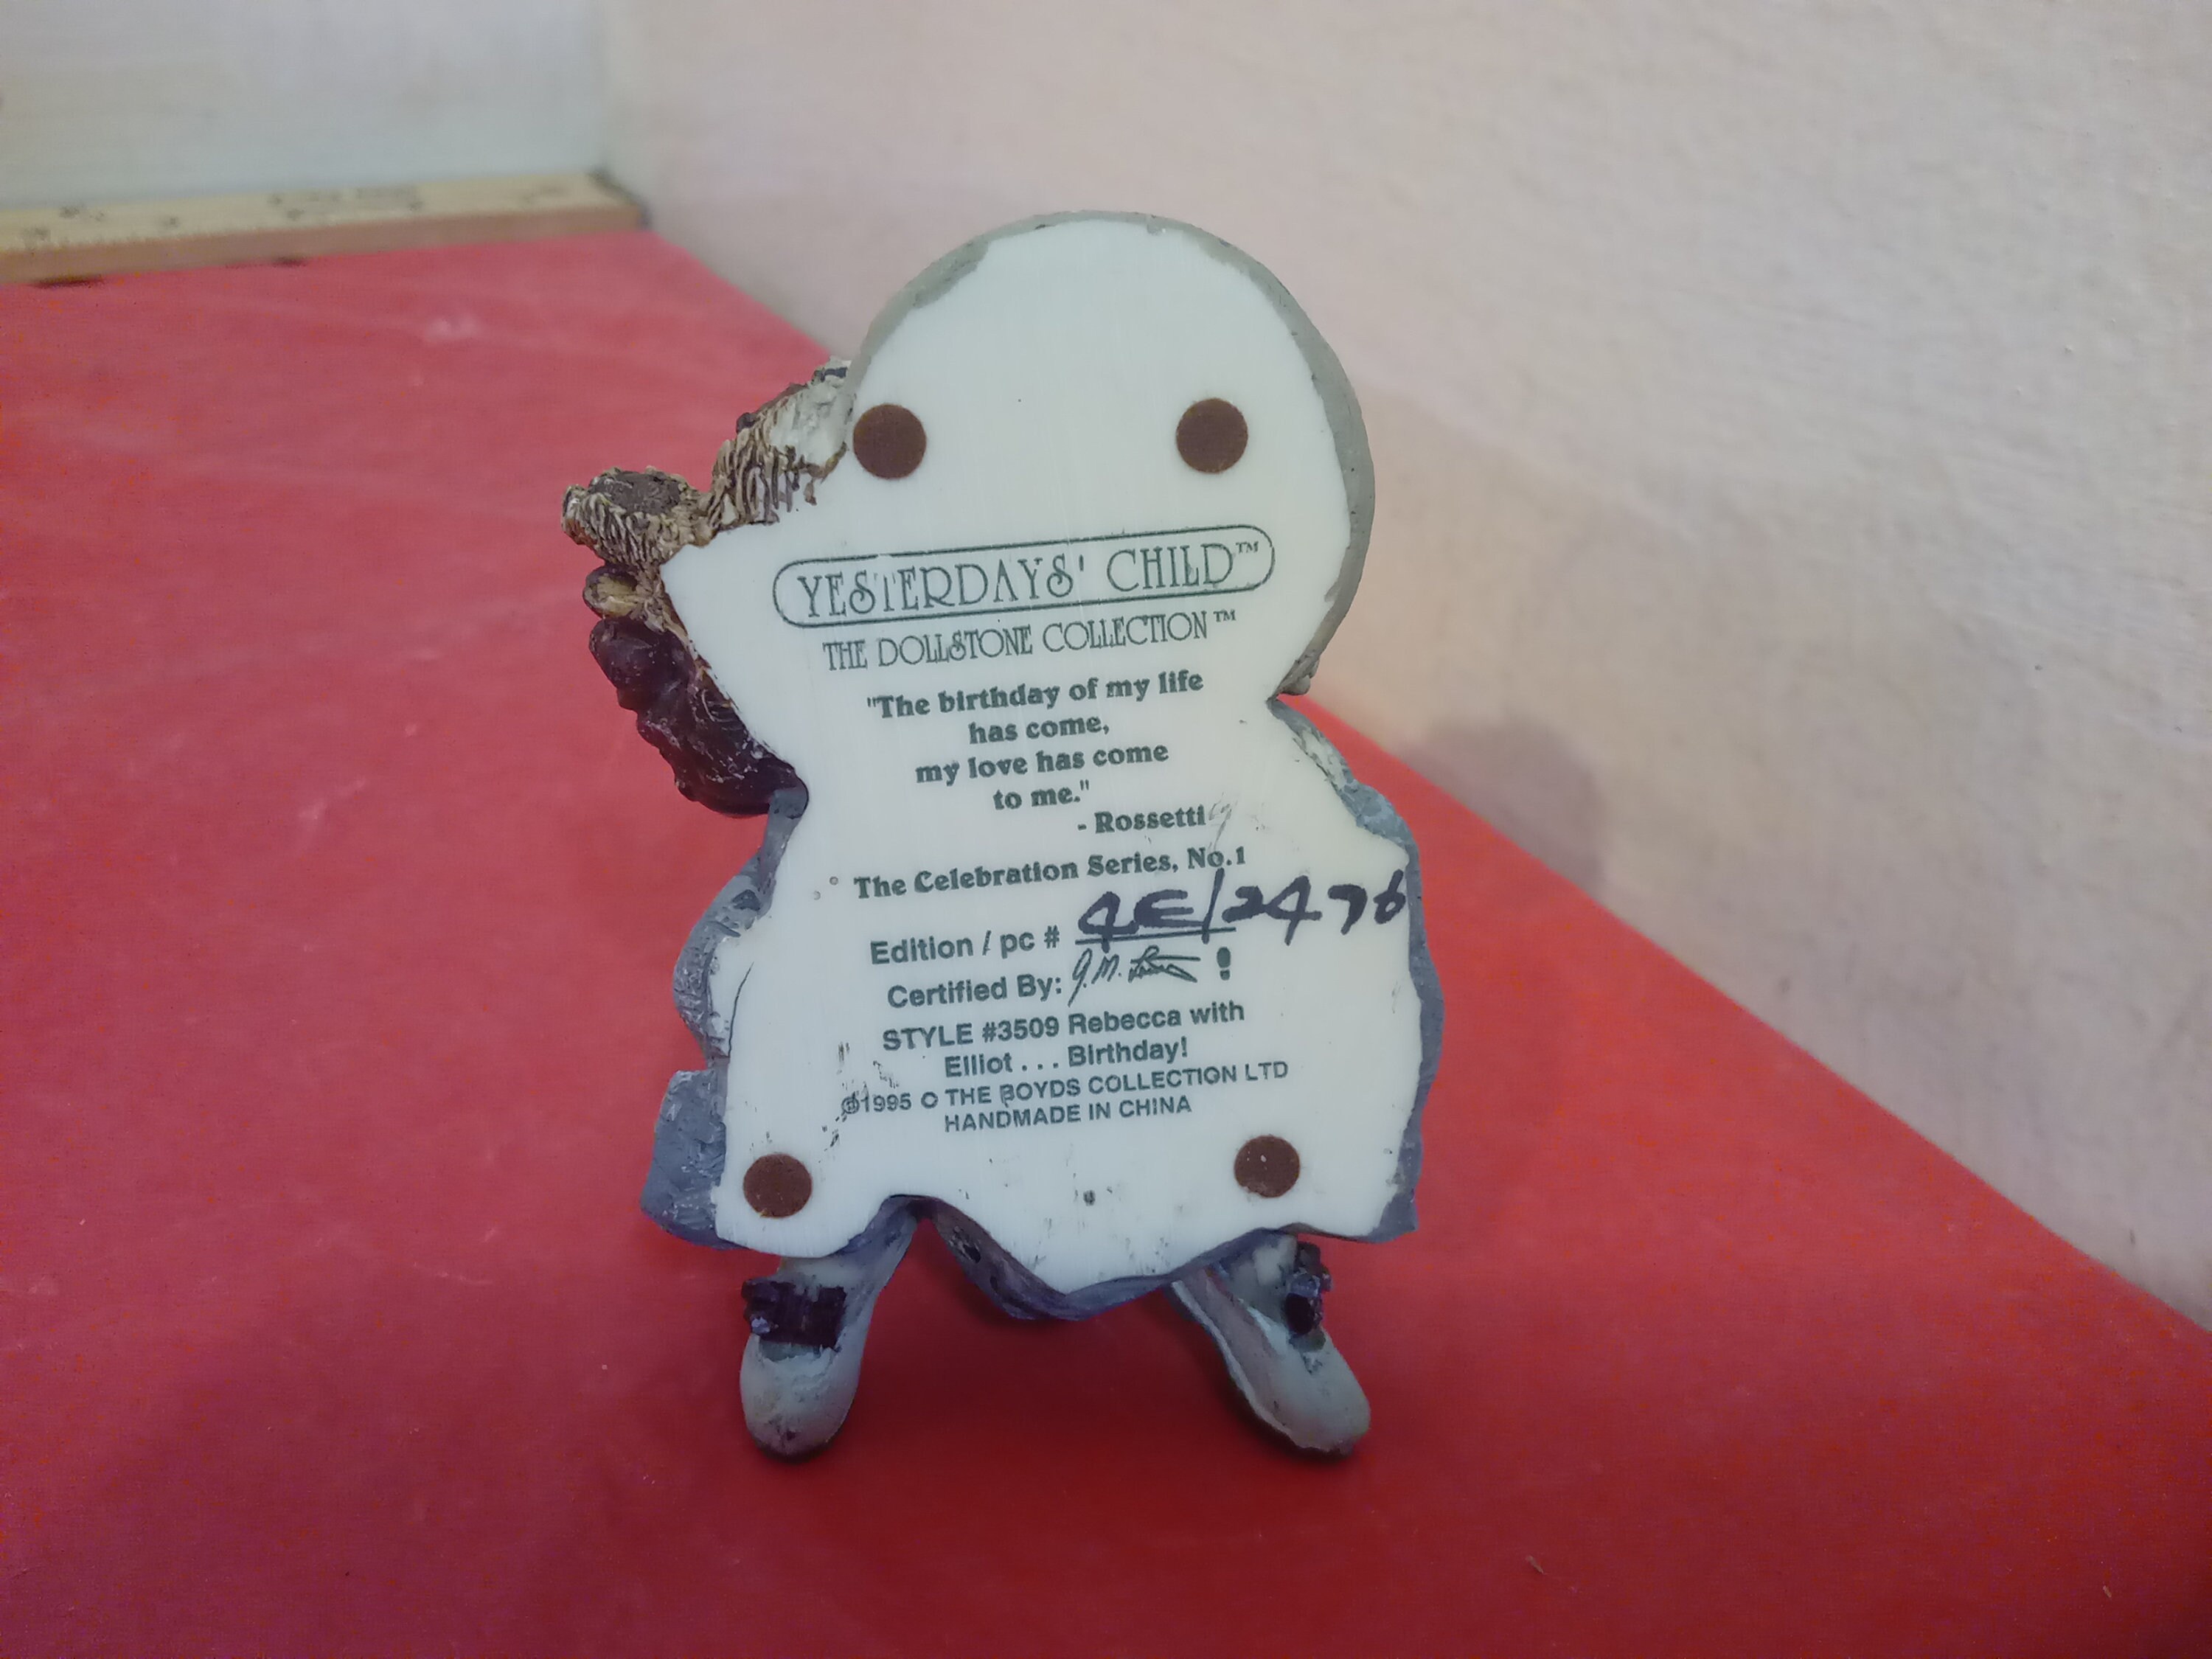 YESTERDAYS' CHILD™
THE DOLLSTONE COLLECTION™
"The birthday of my life
has come,
my love has come
to me."
- Rossetti
The Celebration Series, No.1
Edition / pc # 4E/2476
Certified By: G.M.
STYLE #3509 Rebecca with
Elliot . . . Birthday!
©1995 © THE BOYDS COLLECTION LTD
HANDMADE IN CHINA